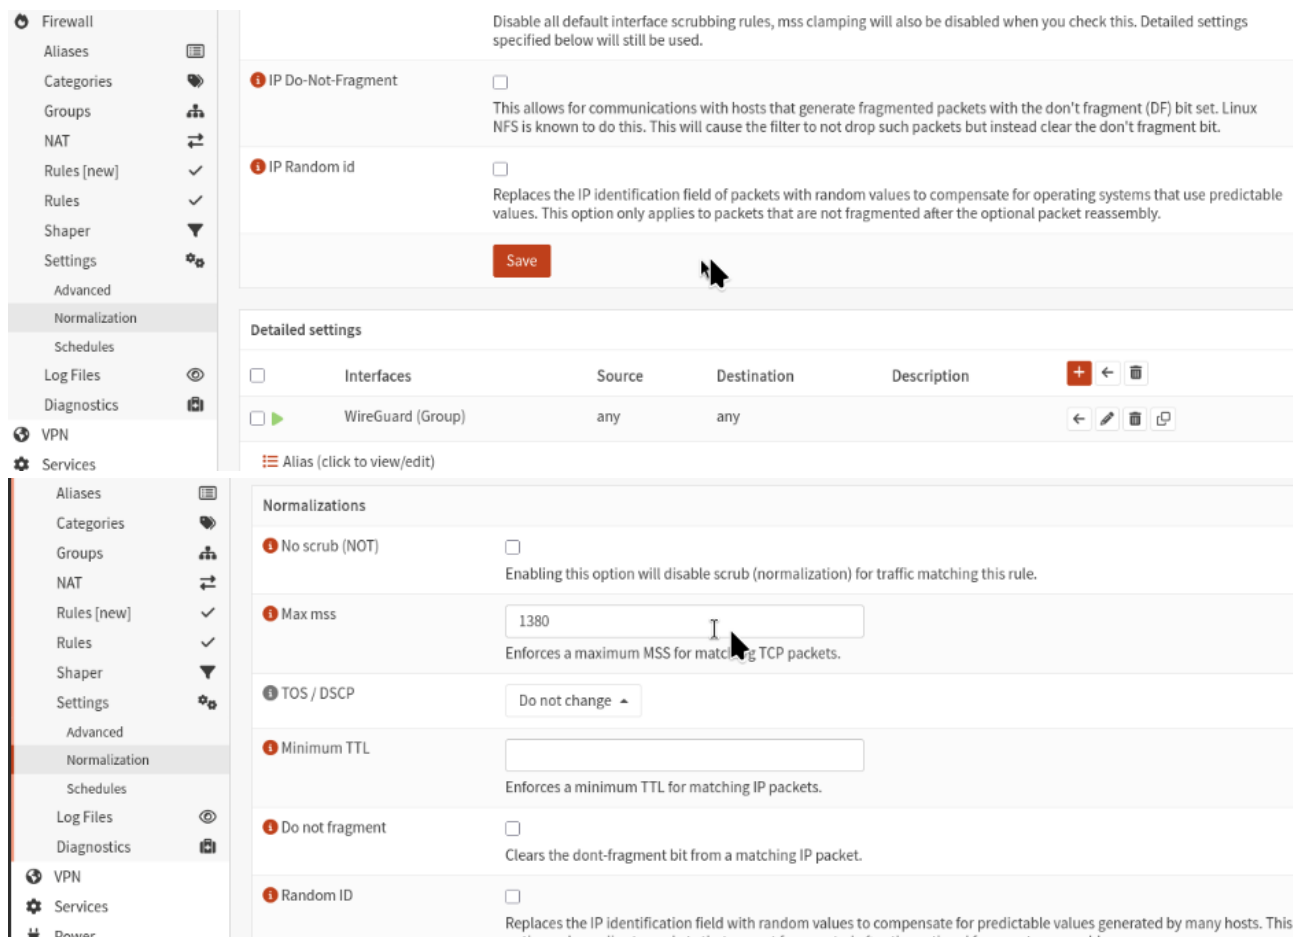 Firewall
Aliases
Categories
Groups
NAT
Rules [new]
Rules
Shaper
Settings
Advanced
Normalization
Schedules
Log Files
Diagnostics
VPN
Services
Disable all default interface scrubbing rules, mss clamping will also be disabled when you check this. Detailed settings
specified below will still be used.
IP Do-Not-Fragment
This allows for communications with hosts that generate fragmented packets with the don't fragment (DF) bit set. Linux
NFS is known to do this. This will cause the filter to not drop such packets but instead clear the don't fragment bit.
IP Random id
Replaces the IP identification field of packets with random values to compensate for operating systems that use predictable
values. This option only applies to packets that are not fragmented after the optional packet reassembly.
Save
Detailed settings
Interfaces Source Destination Description
WireGuard (Group) any any
Alias (click to view/edit)
Aliases
Categories
Groups
NAT
Rules [new]
Rules
Shaper
Settings
Advanced
Normalization
Schedules
Log Files
Diagnostics
VPN
Services
Power
Normalizations
No scrub (NOT)
Enabling this option will disable scrub (normalization) for traffic matching this rule.
Max mss
1380
Enforces a maximum MSS for matching TCP packets.
TOS / DSCP
Do not change
Minimum TTL
Enforces a minimum TTL for matching IP packets.
Do not fragment
Clears the dont-fragment bit from a matching IP packet.
Random ID
Replaces the IP identification field with random values to compensate for predictable values generated by many hosts. This